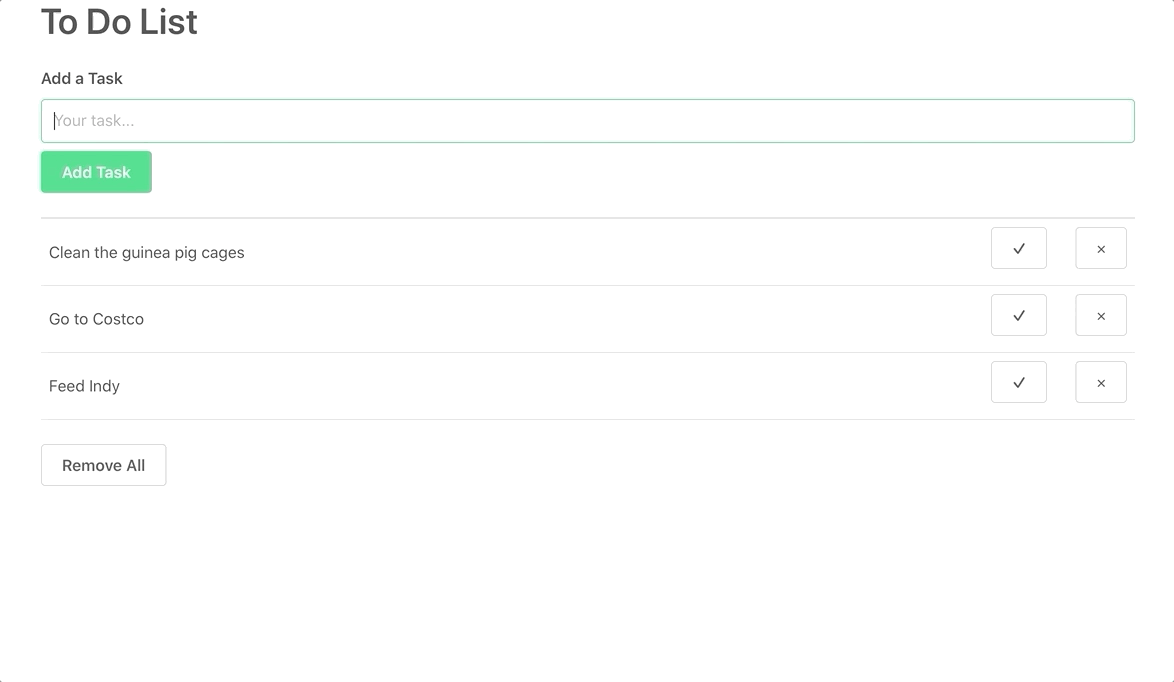 To Do List
Add a Task
Your task...
Add Task
Clean the guinea pig cages
Go to Costco
Feed Indy
Remove All